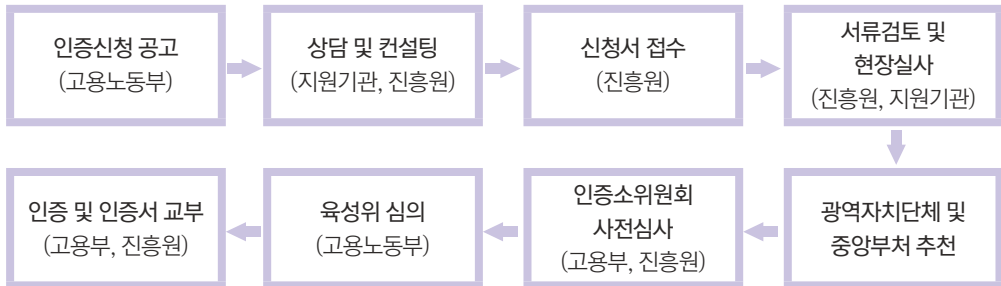 인증신청 공고
(고용노동부)
상담 및 컨설팅
(지원기관, 진흥원)
신청서 접수
(진흥원)
서류검토 및
현장실사
(진흥원, 지원기관)
광역자치단체 및
중앙부처 추천
인증소위원회
사전심사
(고용부, 진흥원)
육성위 심의
(고용노동부)
인증 및 인증서 교부
(고용부, 진흥원)